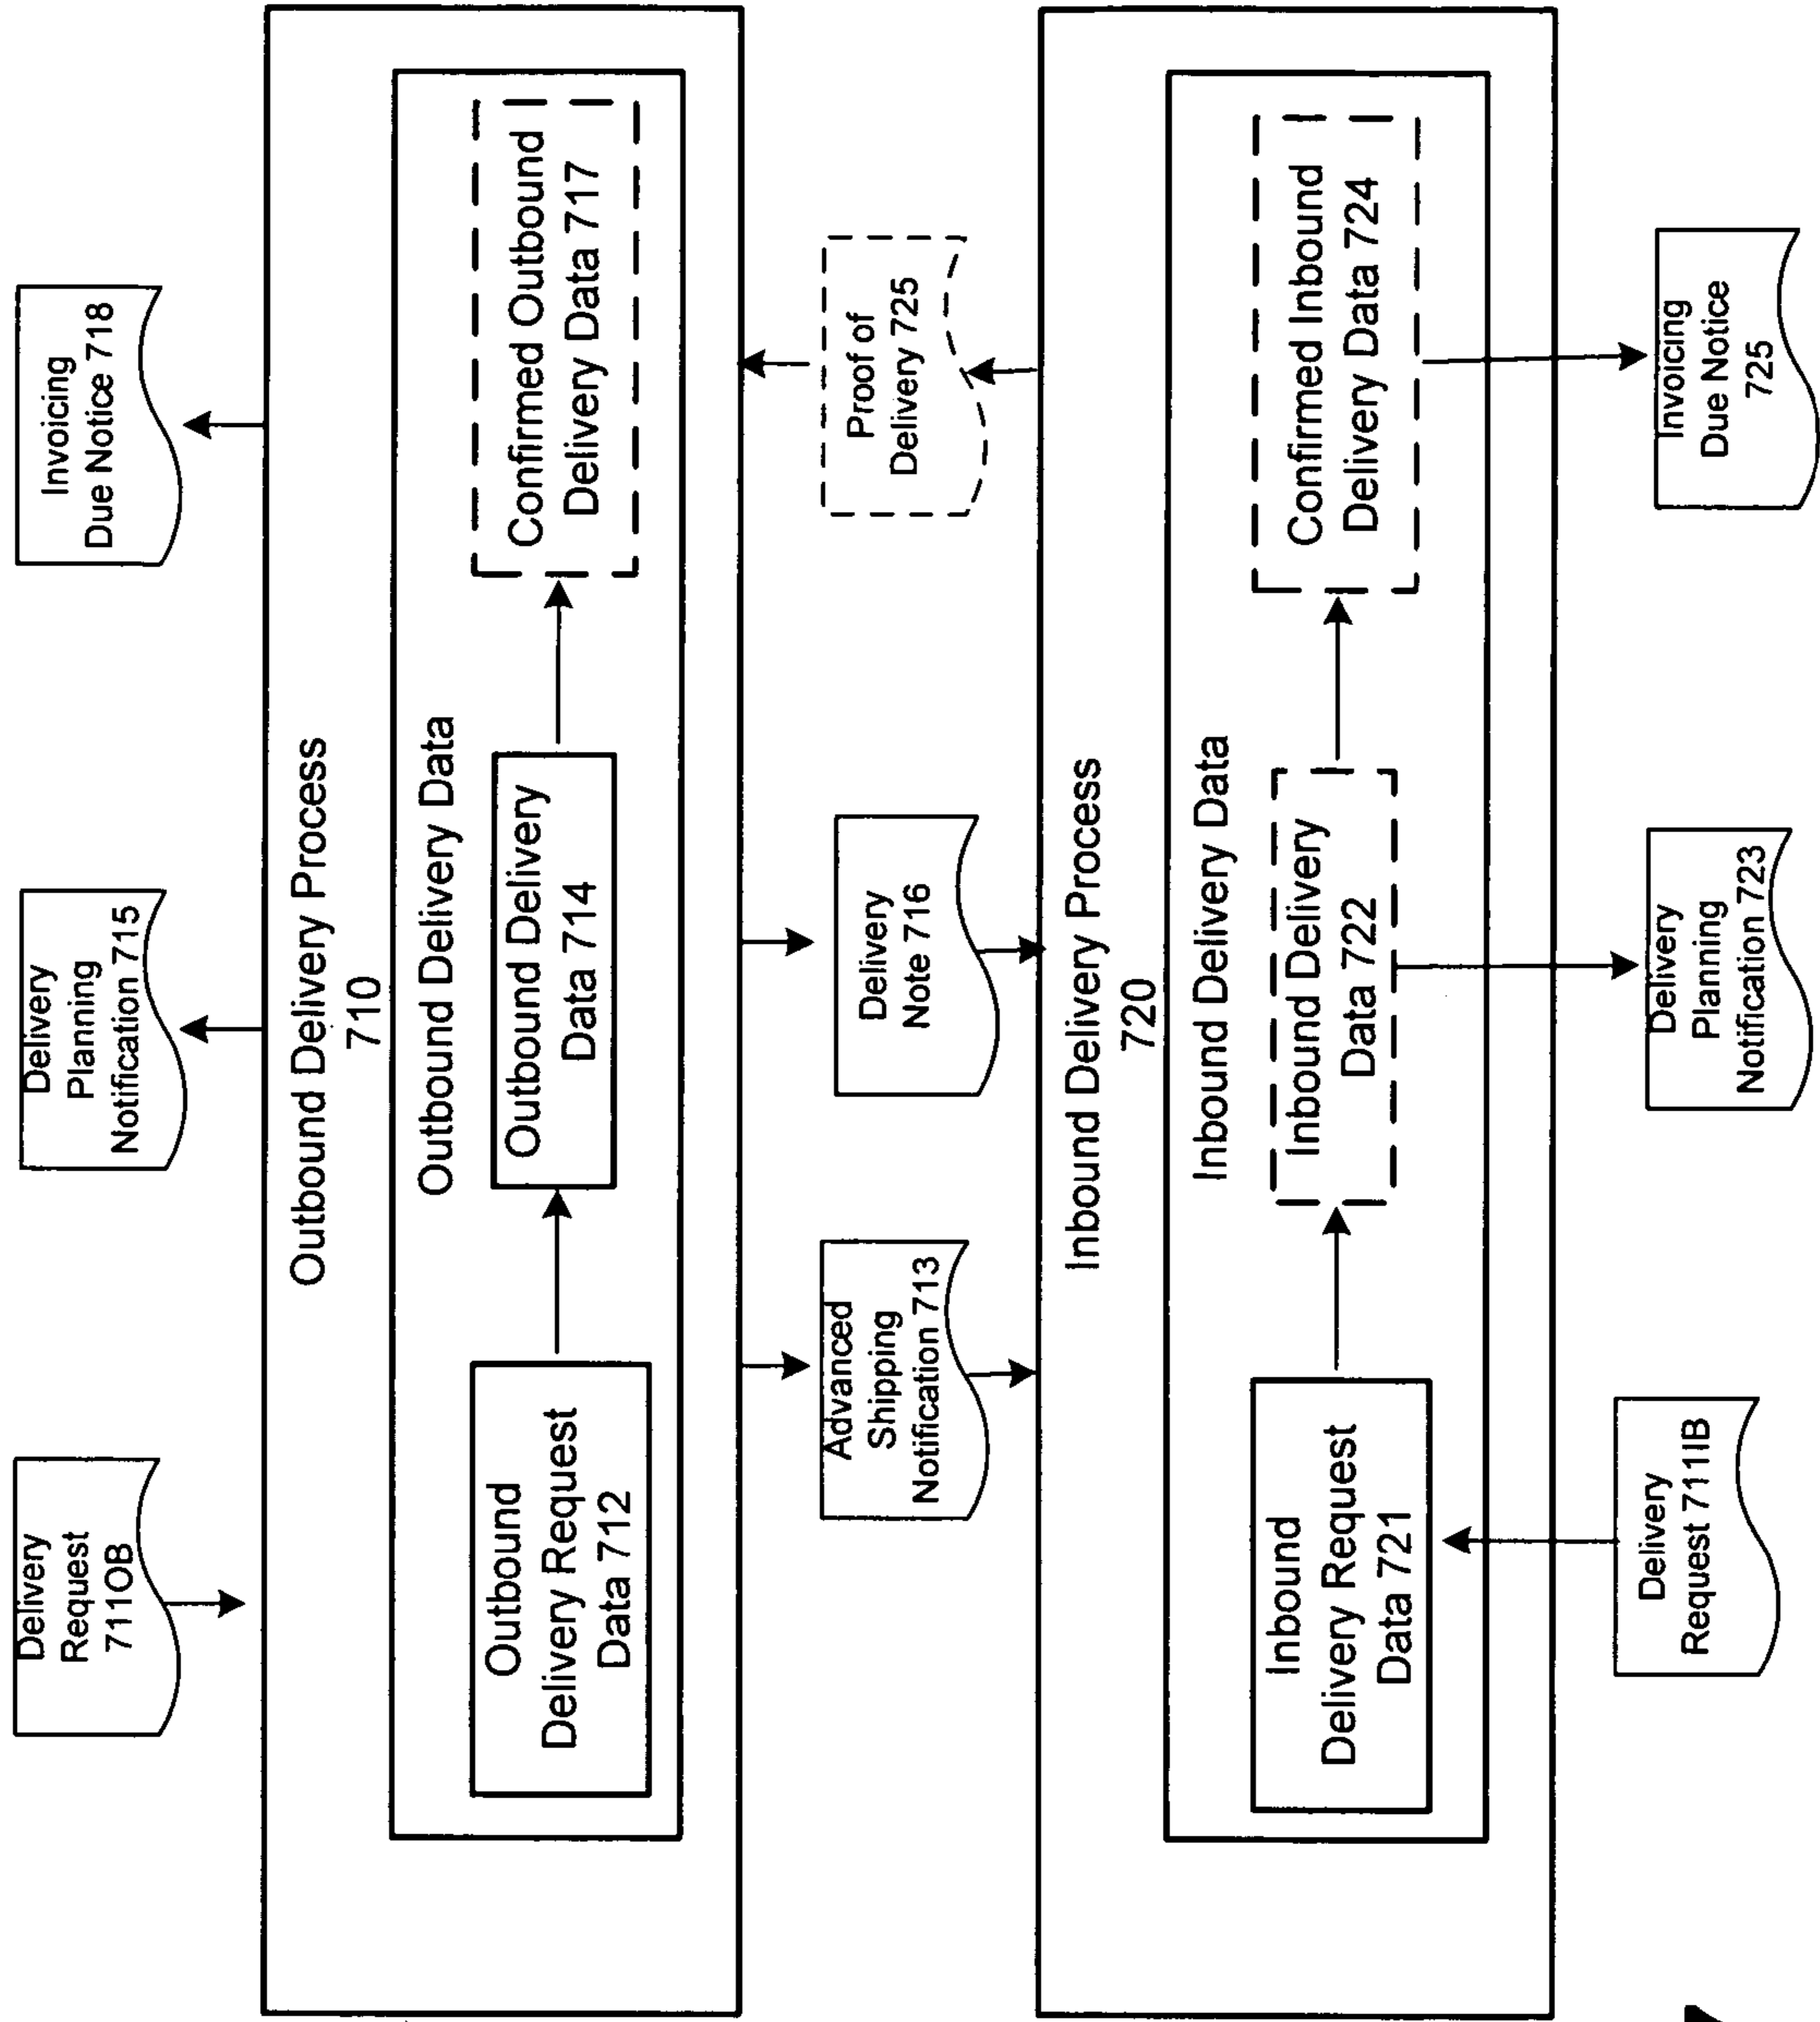 Delivery
Request
711OB
Delivery
Planning
Notification 715
Invoicing
Due Notice 718
Outbound Delivery Process
710
Outbound Delivery Data
Outbound
Delivery Request
Data 712
Outbound Delivery
Data 714
Confirmed Outbound
Delivery Data 717
Advanced
Shipping
Notification 713
Delivery
Note 716
Proof of
Delivery 725
Inbound Delivery Process
720
Inbound Delivery Data
Inbound
Delivery Request
Data 721
Inbound Delivery
Data 722
Confirmed Inbound
Delivery Data 724
Delivery
Request 711IB
Delivery
Planning
Notification 723
Invoicing
Due Notice
725